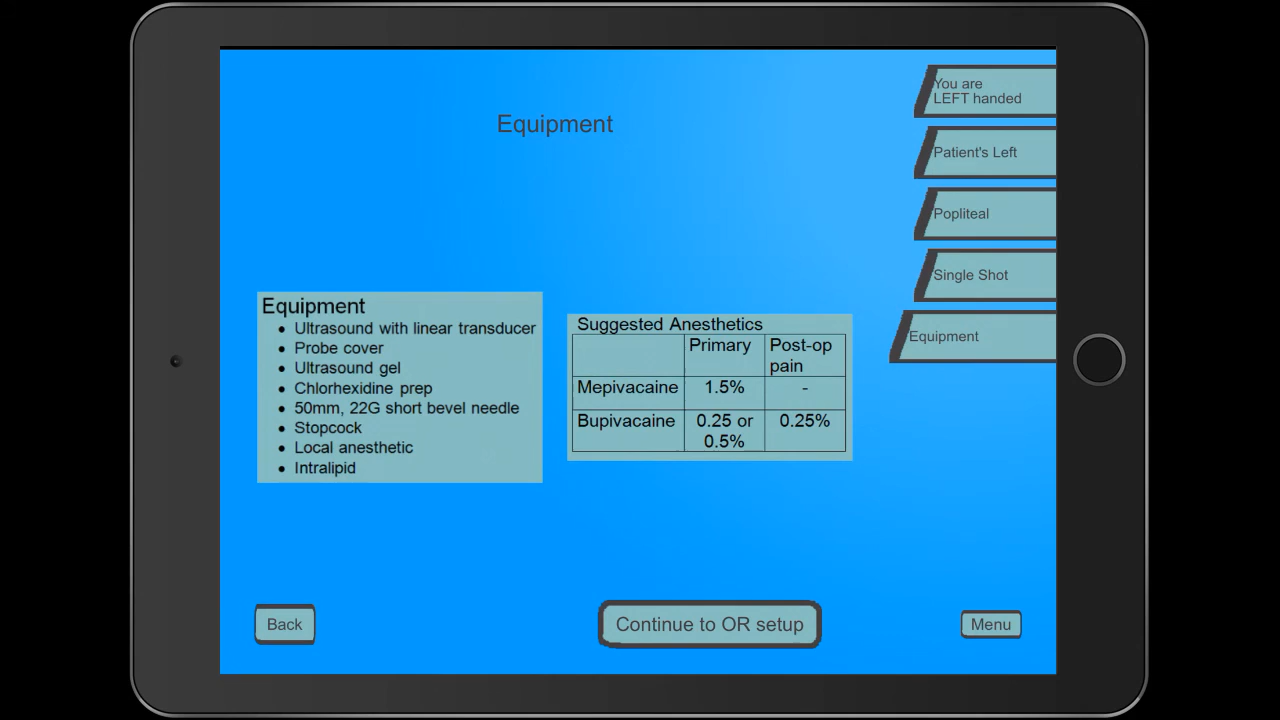 Equipment
You are
LEFT handed
Patient's Left
Popliteal
Single Shot
Equipment
Equipment
• Ultrasound with linear transducer
• Probe cover
• Ultrasound gel
• Chlorhexidine prep
• 50mm, 22G short bevel needle
• Stopcock
• Local anesthetic
• Intralipid
Suggested Anesthetics
Primary Post-op
pain
Mepivacaine 1.5% -
Bupivacaine 0.25 or 0.25%
0.5%
Back
Continue to OR setup
Menu